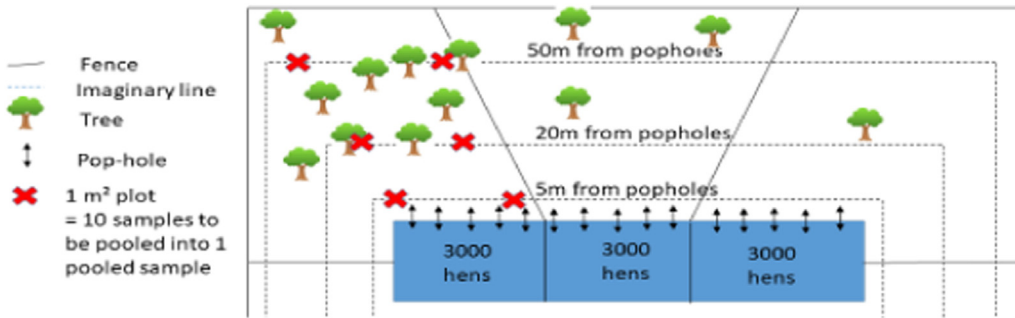 Fence
Imaginary line
Tree
Pop-hole
1 m² plot
= 10 samples to
be pooled into 1
pooled sample
50m from popholes
20m from popholes
5m from popholes
3000
hens
3000
hens
3000
hens